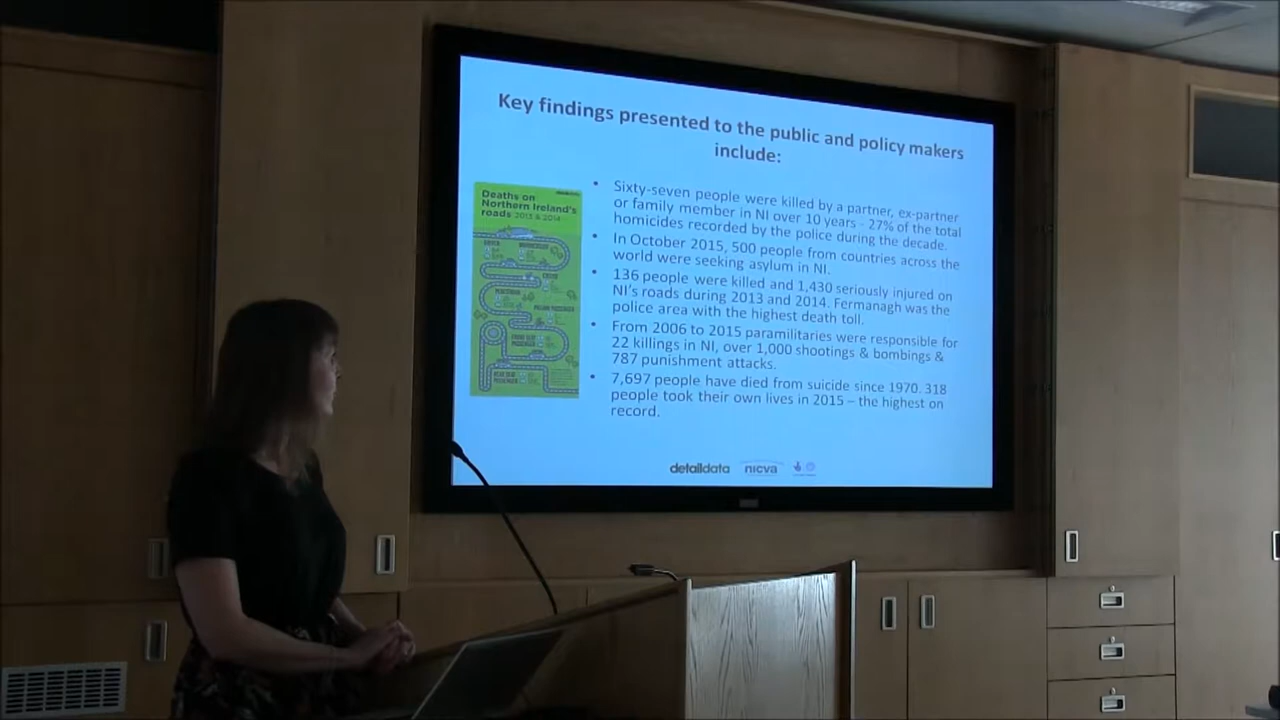 Key findings presented to the public and policy makers
include:
Deaths on
Northern Ireland's
roads 2013 & 2014
• Sixty-seven people were killed by a partner, ex-partner
or family member in NI over 10 years - 27% of the total
homicides recorded by the police during the decade.
• In October 2015, 500 people from countries across the
world were seeking asylum in NI.
• 136 people were killed and 1,430 seriously injured on
NI's roads during 2013 and 2014. Fermanagh was the
police area with the highest death toll.
• From 2006 to 2015 paramilitaries were responsible for
22 killings in NI, over 1,000 shootings & bombings &
787 punishment attacks.
• 7,697 people have died from suicide since 1970. 318
people took their own lives in 2015 – the highest on
record.
detaildata nicva